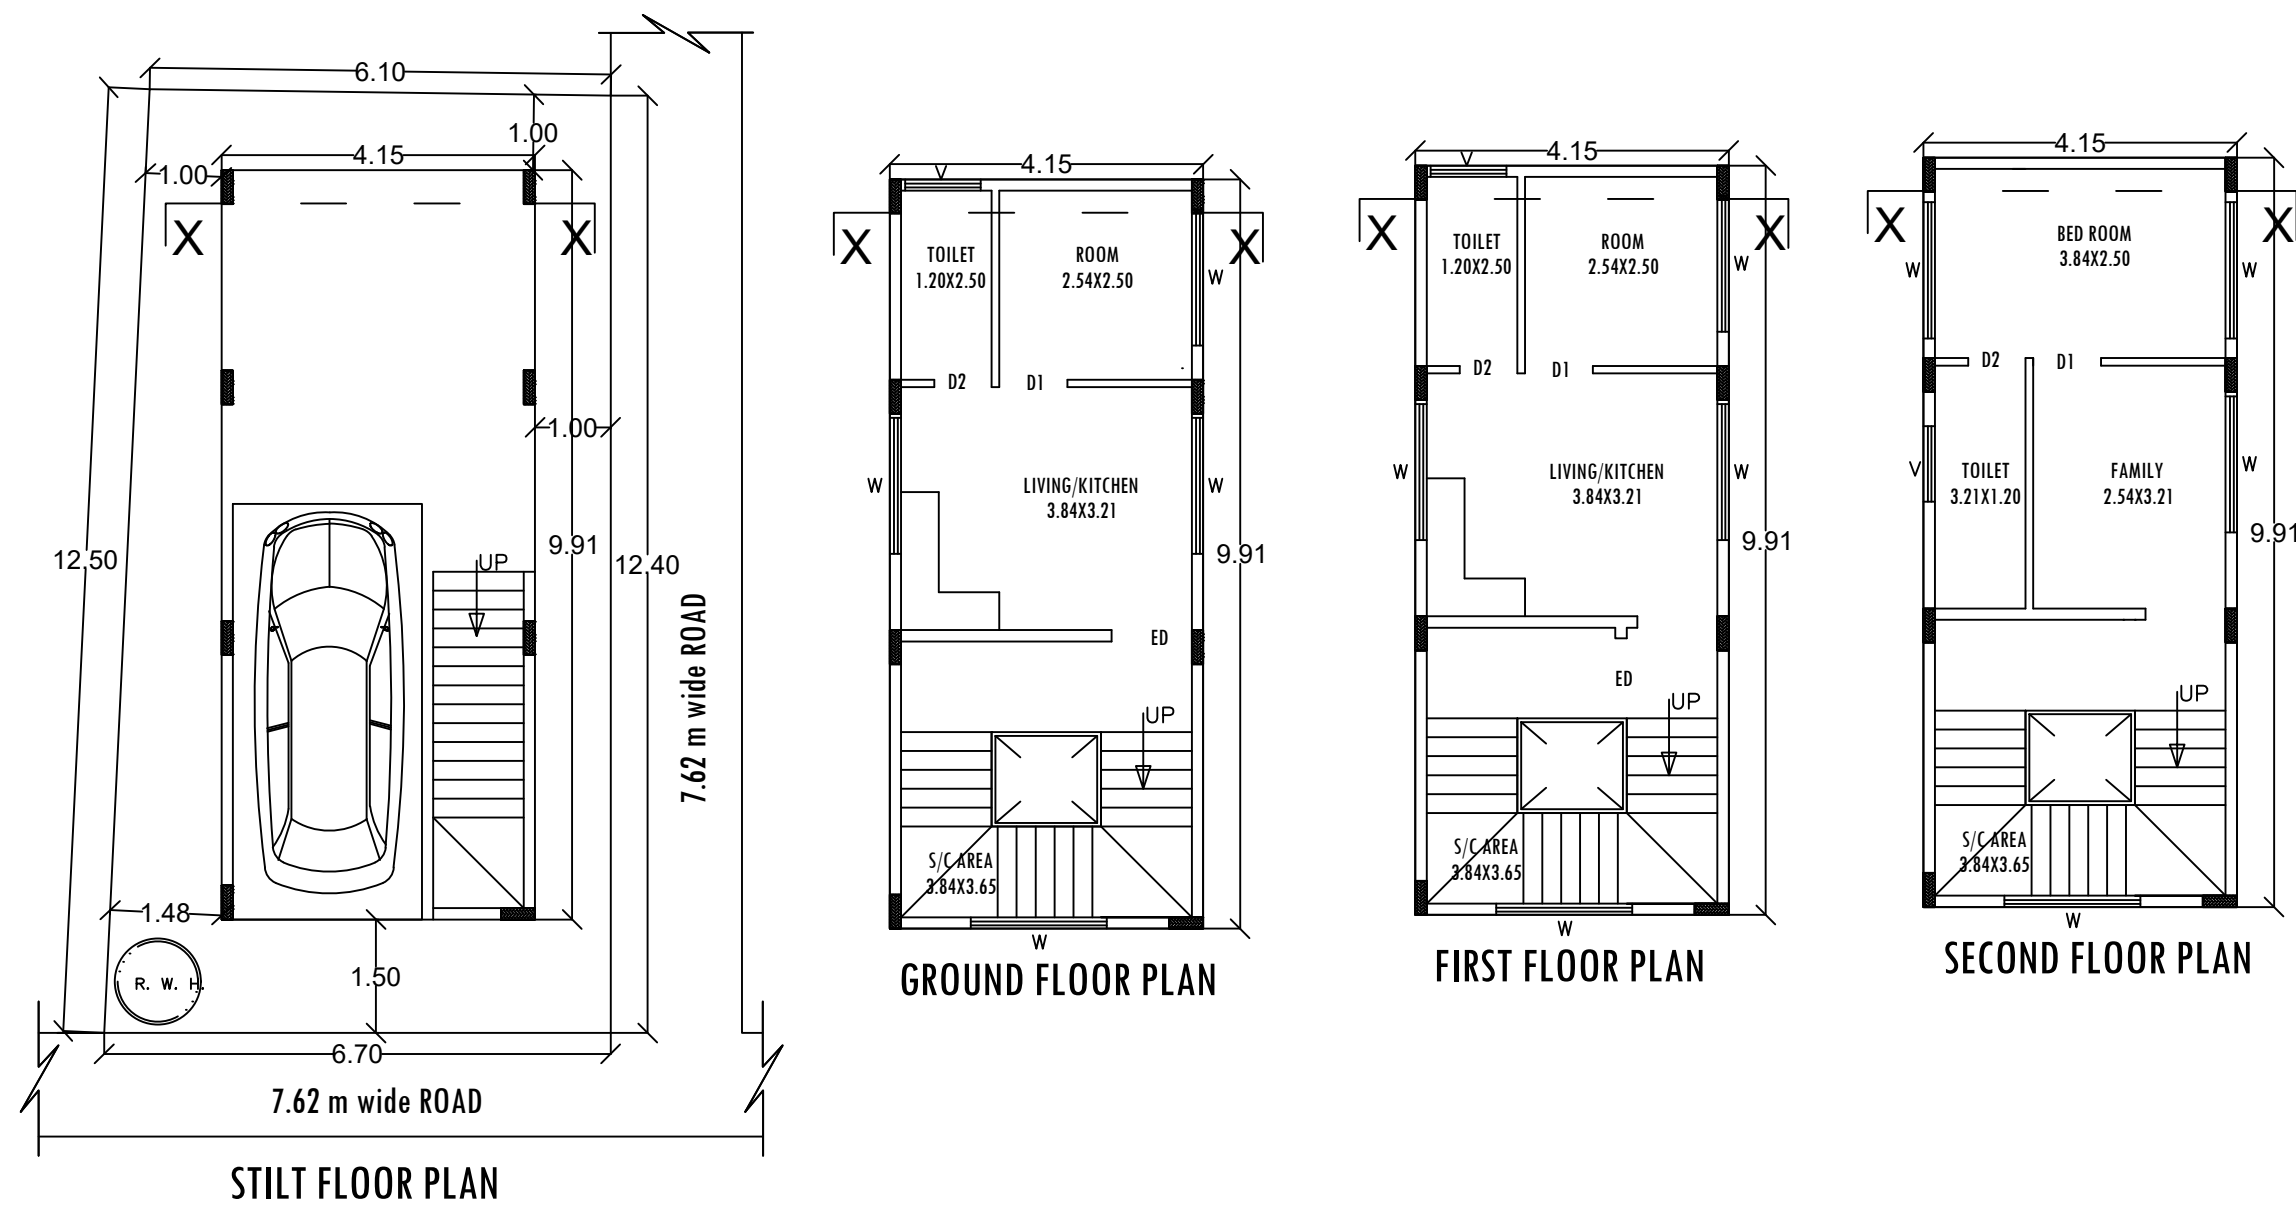 6.10
1.00
4.15
1.00
X
X
1.00
12.50
UP
9.91
12.40
7.62 m wide ROAD
1.48
R. W. H.
1.50
6.70
7.62 m wide ROAD
STILT FLOOR PLAN
4.15
V
X
X
TOILET
1.20X2.50
ROOM
2.54X2.50
W
D2
D1
W
LIVING/KITCHEN
3.84X3.21
W
9.91
ED
UP
S/C AREA
3.84X3.65
W
GROUND FLOOR PLAN
4.15
V
X
X
TOILET
1.20X2.50
ROOM
2.54X2.50
W
D2
D1
W
LIVING/KITCHEN
3.84X3.21
W
9.91
ED
UP
S/C AREA
3.84X3.65
W
FIRST FLOOR PLAN
4.15
X
X
BED ROOM
3.84X2.50
W
W
D2
D1
V
TOILET
3.21X1.20
FAMILY
2.54X3.21
W
9.91
UP
S/C AREA
3.84X3.65
W
SECOND FLOOR PLAN